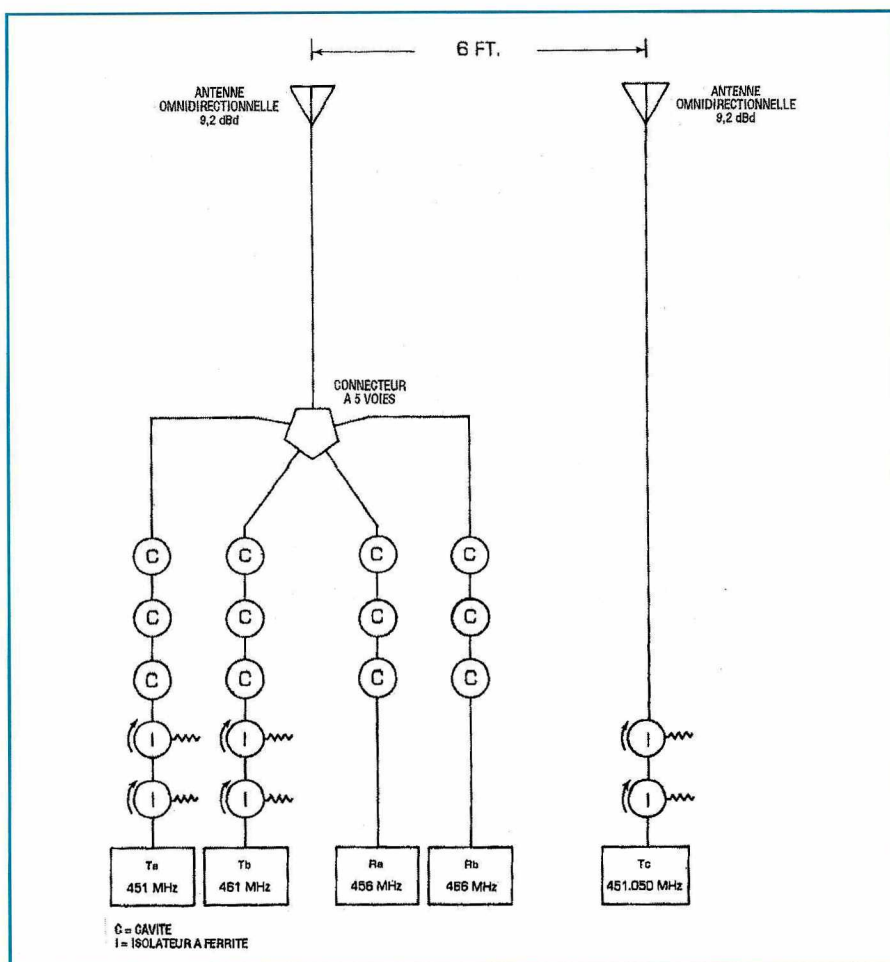 6 FT.
ANTENNE
OMNIDIRECTIONNELLE
9,2 dBd
ANTENNE
OMNIDIRECTIONNELLE
9,2 dBd
CONNECTEUR
A 5 VOIES
C C C C
C C C C
C C C C
I I I
I I I
Ta
451 MHz
Tb
461 MHz
Ra
456 MHz
Rb
466 MHz
Tc
451.050 MHz
C = CAVITE
I = ISOLATEUR A FERRITE